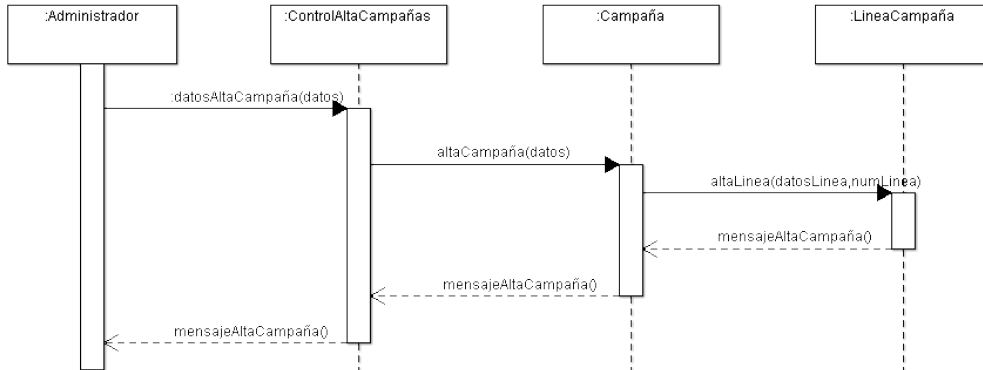 :Administrador
:ControlAltaCampañas
:Campaña
:LineaCampaña
:datosAltaCampaña(datos)
altaCampaña(datos)
altaLinea(datosLinea,numLinea)
mensajeAltaCampaña()
mensajeAltaCampaña()
mensajeAltaCampaña()